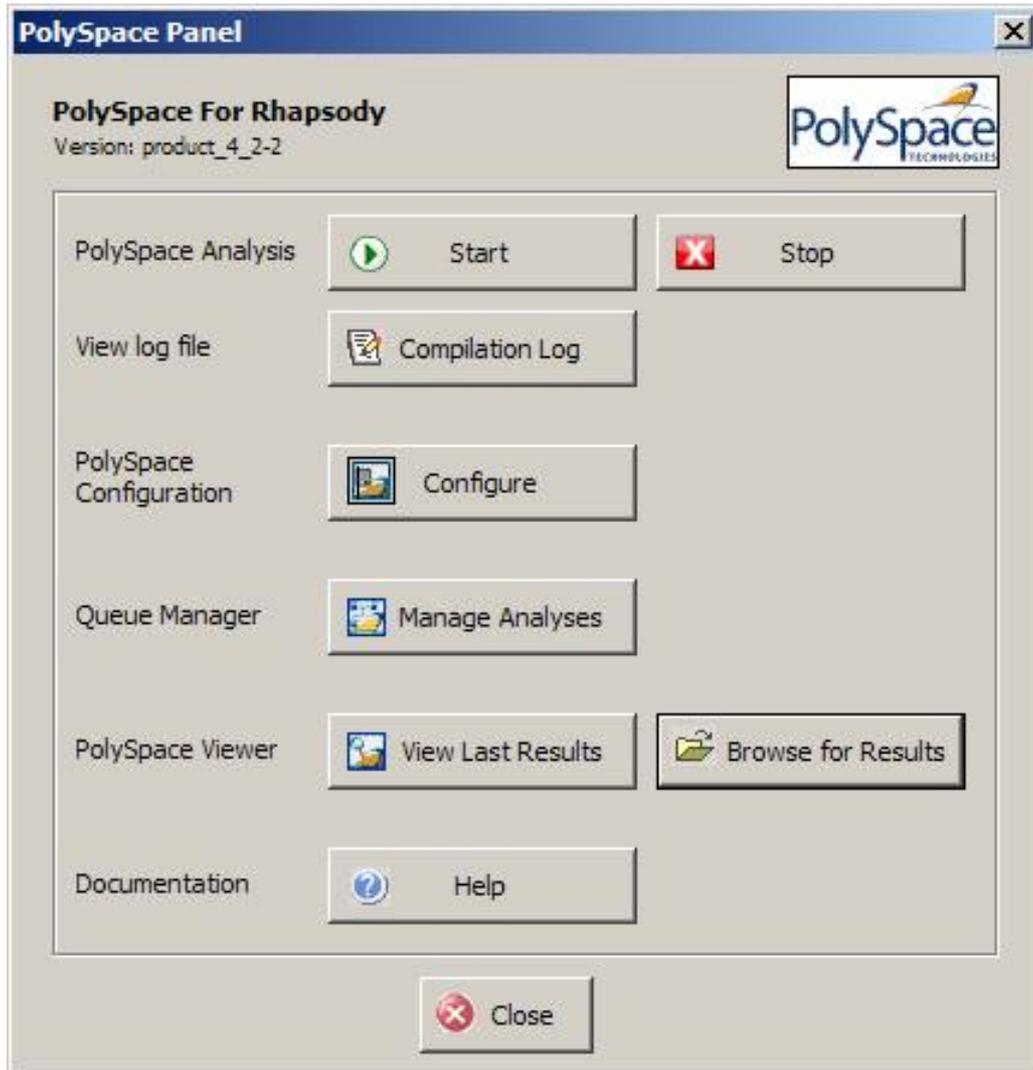 PolySpace Panel
PolySpace For Rhapsody
Version: product_4_2-2
PolySpace
TECHNOLOGIES
PolySpace Analysis
Start
Stop
View log file
Compilation Log
PolySpace
Configuration
Configure
Queue Manager
Manage Analyses
PolySpace Viewer
View Last Results
Browse for Results
Documentation
Help
Close